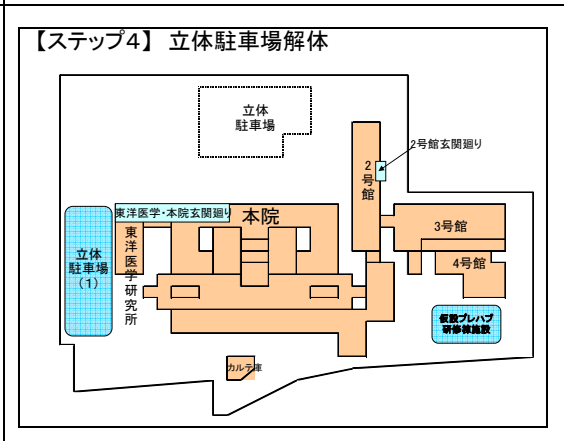 【ステップ4】 立体駐車場解体
立体
駐車場
2号館玄関廻り
2
号
館
東洋医学・本院玄関廻り
本院
3号館
東
洋
医
学
研
究
所
立体
駐車場
(1)
4号館
仮設プレハブ
研修棟施設
カルテ庫